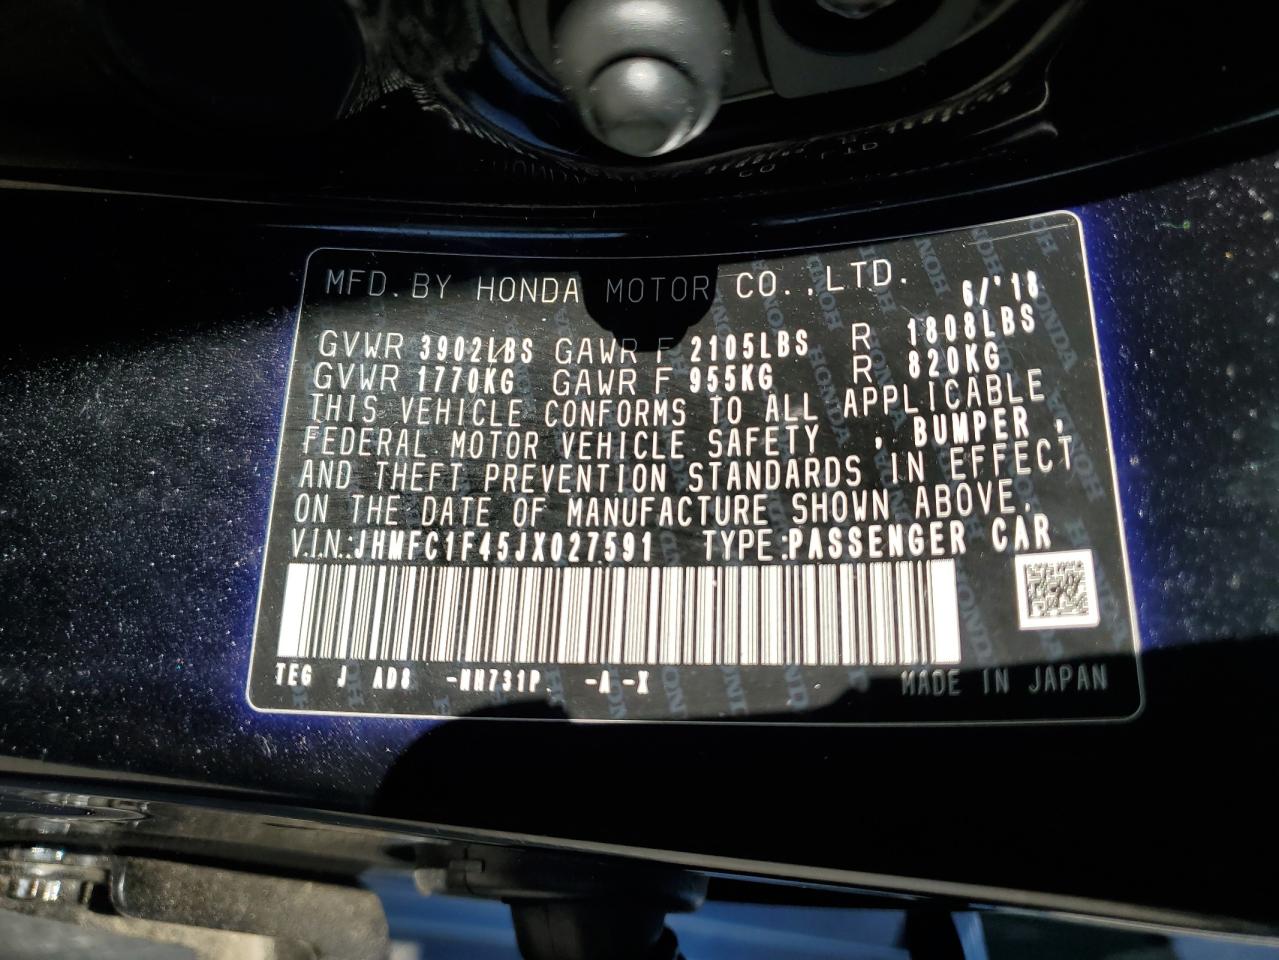 MFD. BY HONDA MOTOR CO.,LTD. 6/'18
GVWR 3902LBS GAWR F 2105LBS R 1808LBS
GVWR 1770KG GAWR F 955KG R 820KG
THIS VEHICLE CONFORMS TO ALL APPLICABLE
FEDERAL MOTOR VEHICLE SAFETY , BUMPER ,
AND THEFT PREVENTION STANDARDS IN EFFECT
ON THE DATE OF MANUFACTURE SHOWN ABOVE.
V.I.N.:JHMFC1F45JX027591 TYPE:PASSENGER CAR
TEG J AD8 -NH731P. -A -X
MADE IN JAPAN